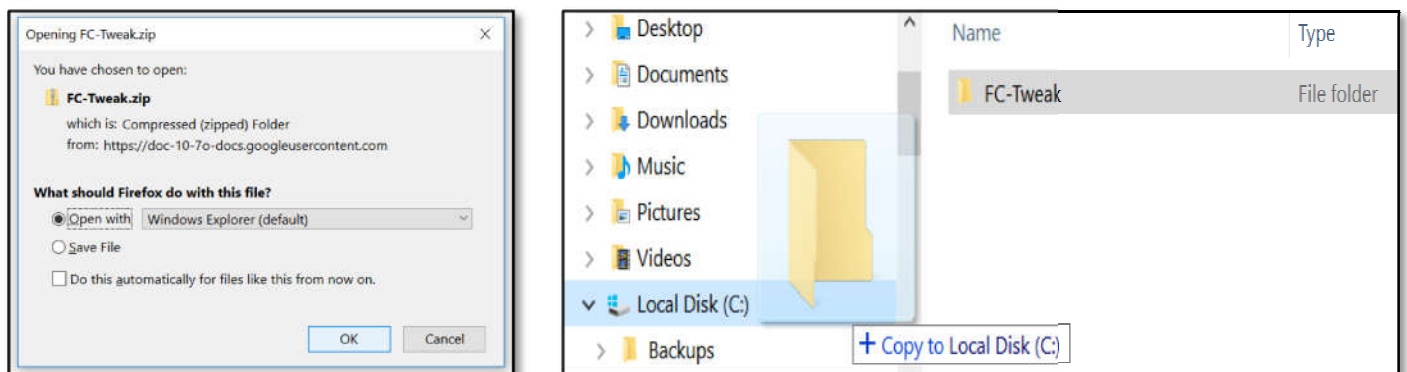 Opening FC-Tweak.zip
You have chosen to open:
FC-Tweak.zip
which is: Compressed (zipped) Folder
from: https://doc-10-7o-docs.googleusercontent.com
What should Firefox do with this file?
Open with Windows Explorer (default)
Save File
Do this automatically for files like this from now on.
OK Cancel
Desktop
Documents
Downloads
Music
Pictures
Videos
Local Disk (C:)
Backups
Name Type
FC-Tweak File folder
+ Copy to Local Disk (C:)